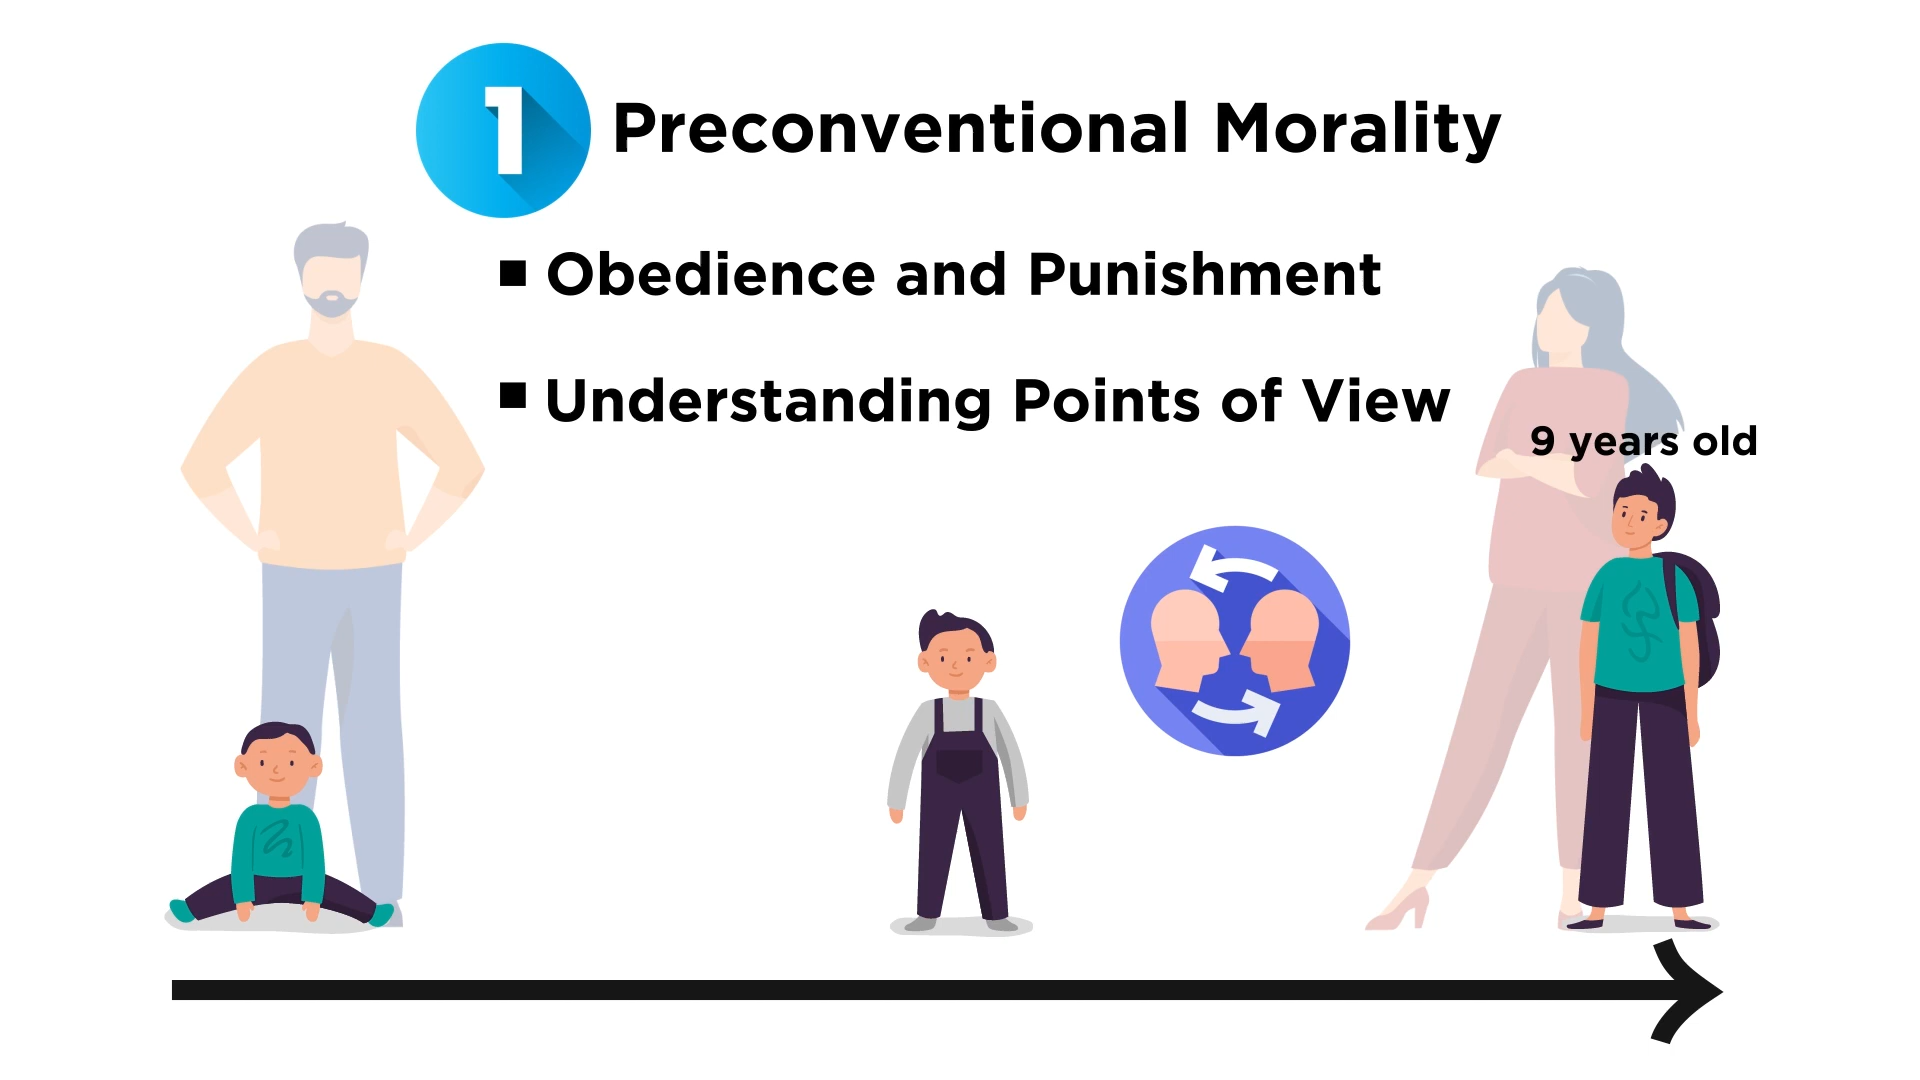 1 Preconventional Morality
■ Obedience and Punishment
■ Understanding Points of View
9 years old